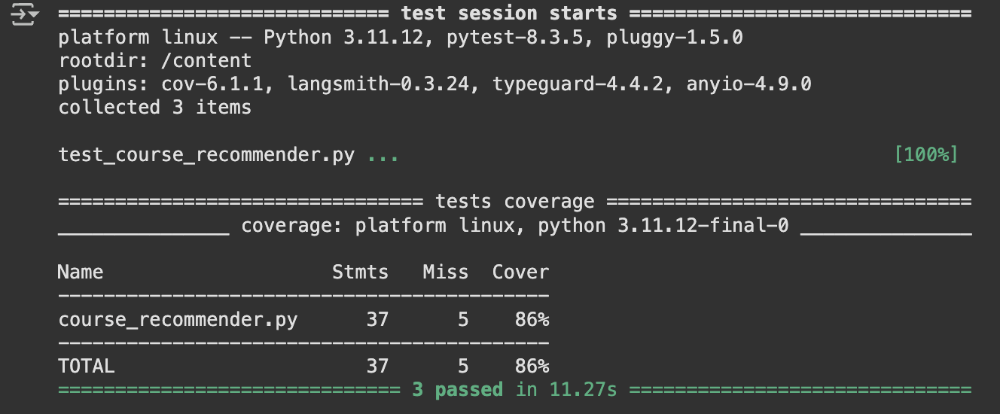 ============================= test session starts ==============================
platform linux -- Python 3.11.12, pytest-8.3.5, pluggy-1.5.0
rootdir: /content
plugins: cov-6.1.1, langsmith-0.3.24, typeguard-4.4.2, anyio-4.9.0
collected 3 items
test_course_recommender.py ... [100%]
================================ tests coverage ================================
_______________ coverage: platform linux, python 3.11.12-final-0 _______________
Name Stmts Miss Cover
-------------------------------------------
course_recommender.py 37 5 86%
-------------------------------------------
TOTAL 37 5 86%
============================== 3 passed in 11.27s ==============================